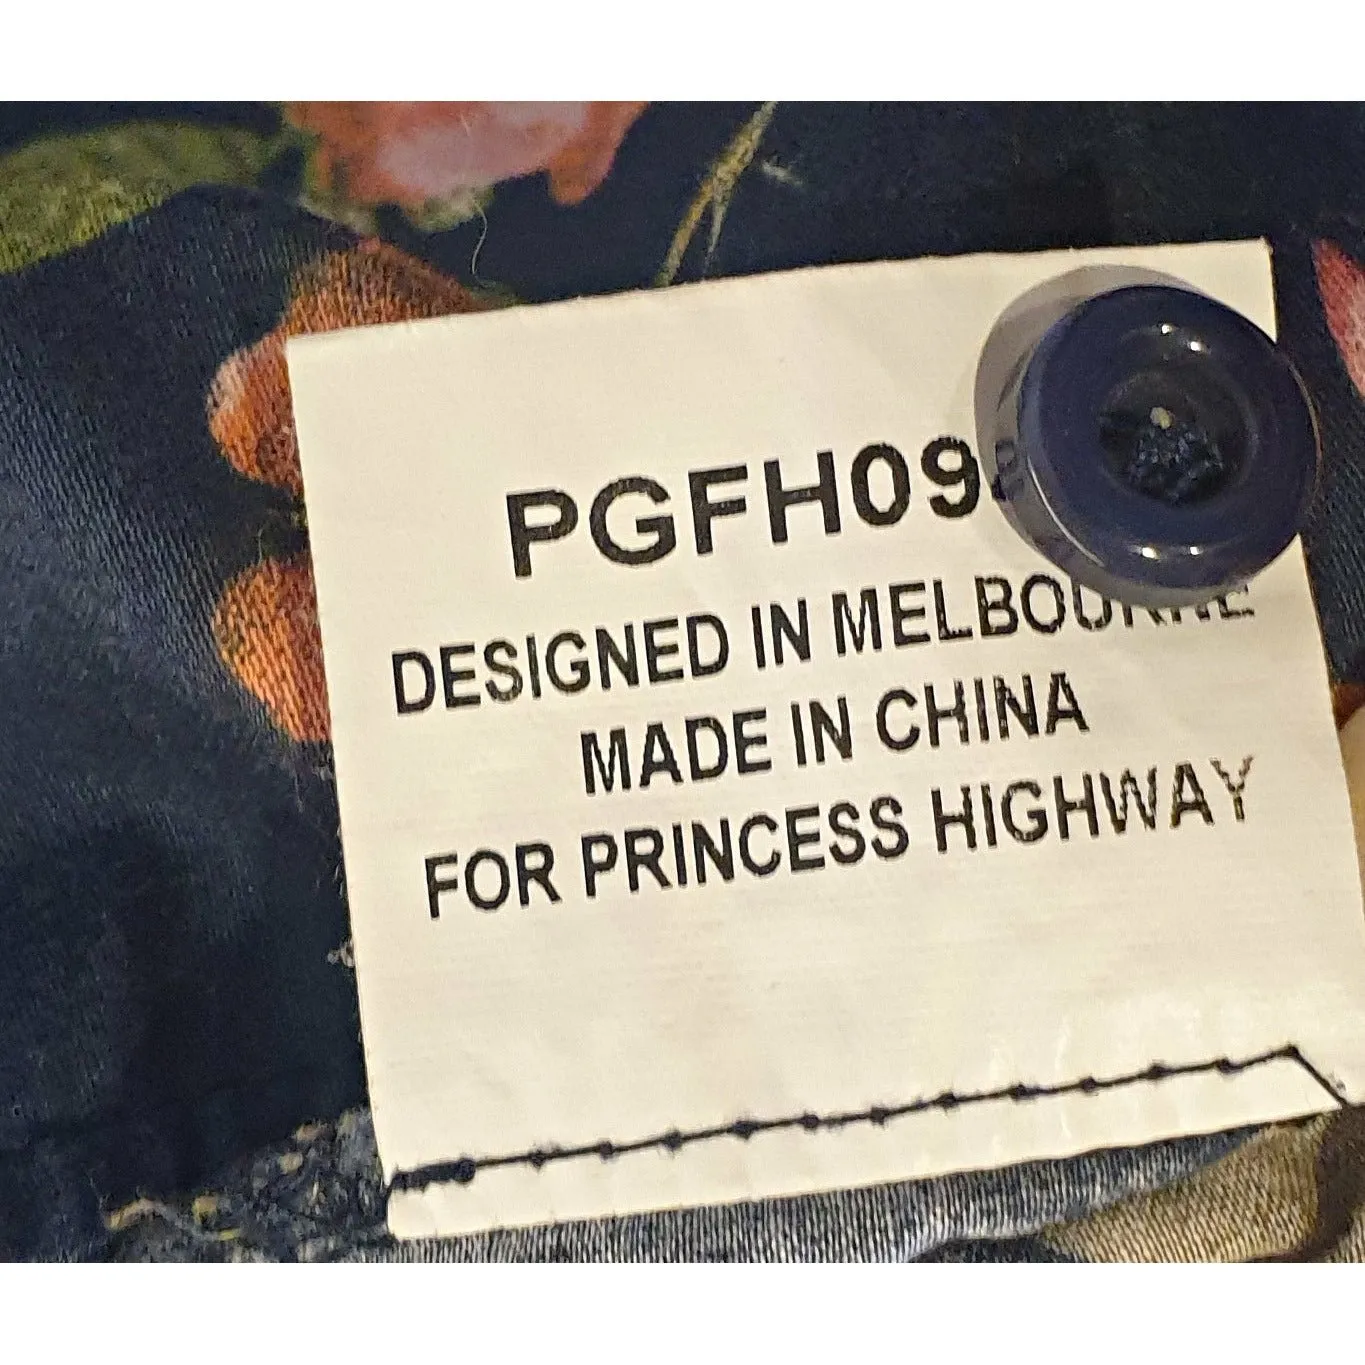 PGFH09
DESIGNED IN MELBOURNE
MADE IN CHINA
FOR PRINCESS HIGHWAY